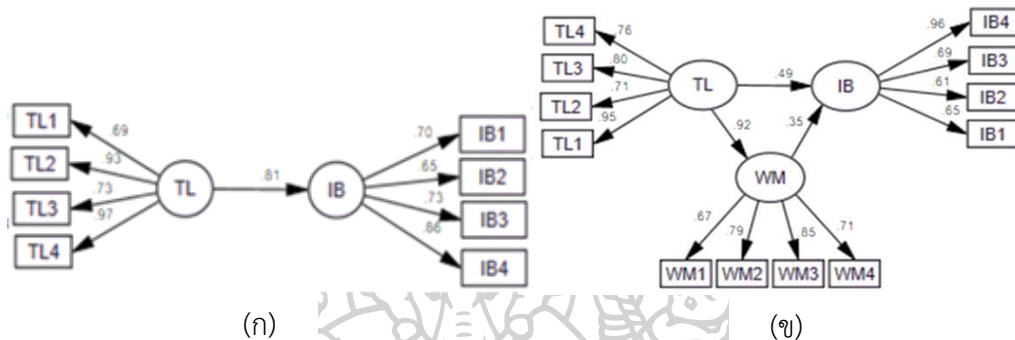 TL1
TL2
TL3
TL4
.69
.93
.73
.97
TL
.81
IB
.70
.65
.73
.86
IB1
IB2
IB3
IB4
(ก)
TL4
TL3
TL2
TL1
.76
.80
.71
.95
TL
.49
IB
.96
.69
.61
.65
IB4
IB3
IB2
IB1
.92
.35
WM
.67
.79
.85
.71
WM1
WM2
WM3
WM4
(ข)